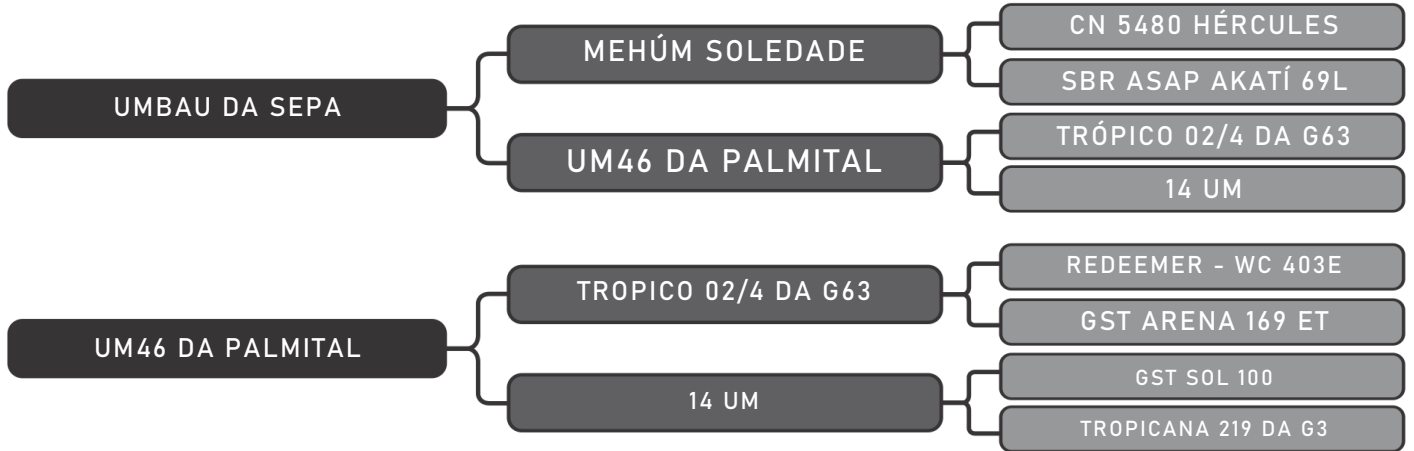 UMBAU DA SEPA
MEHÚM SOLEDADE
CN 5480 HÉRCULES
SBR ASAP AKATÍ 69L
UM46 DA PALMITAL
TRÓPICO 02/4 DA G63
14 UM
UM46 DA PALMITAL
TROPICO 02/4 DA G63
REDEEMER - WC 403E
GST ARENA 169 ET
14 UM
GST SOL 100
TROPICANA 219 DA G3